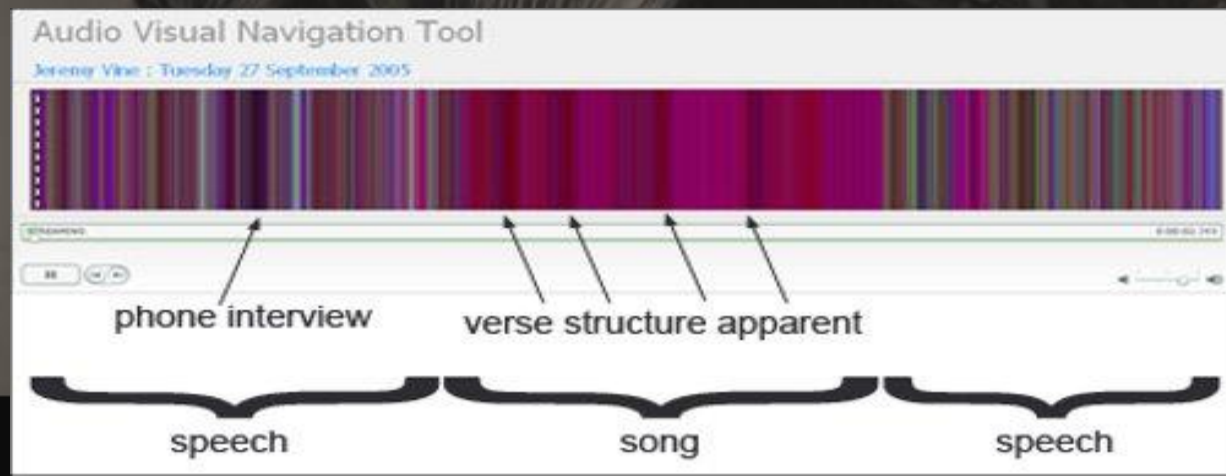 Audio Visual Navigation Tool
Jeremy Vine : Tuesday 27 September 2005
STREAMING
phone interview
verse structure apparent
speech
song
speech